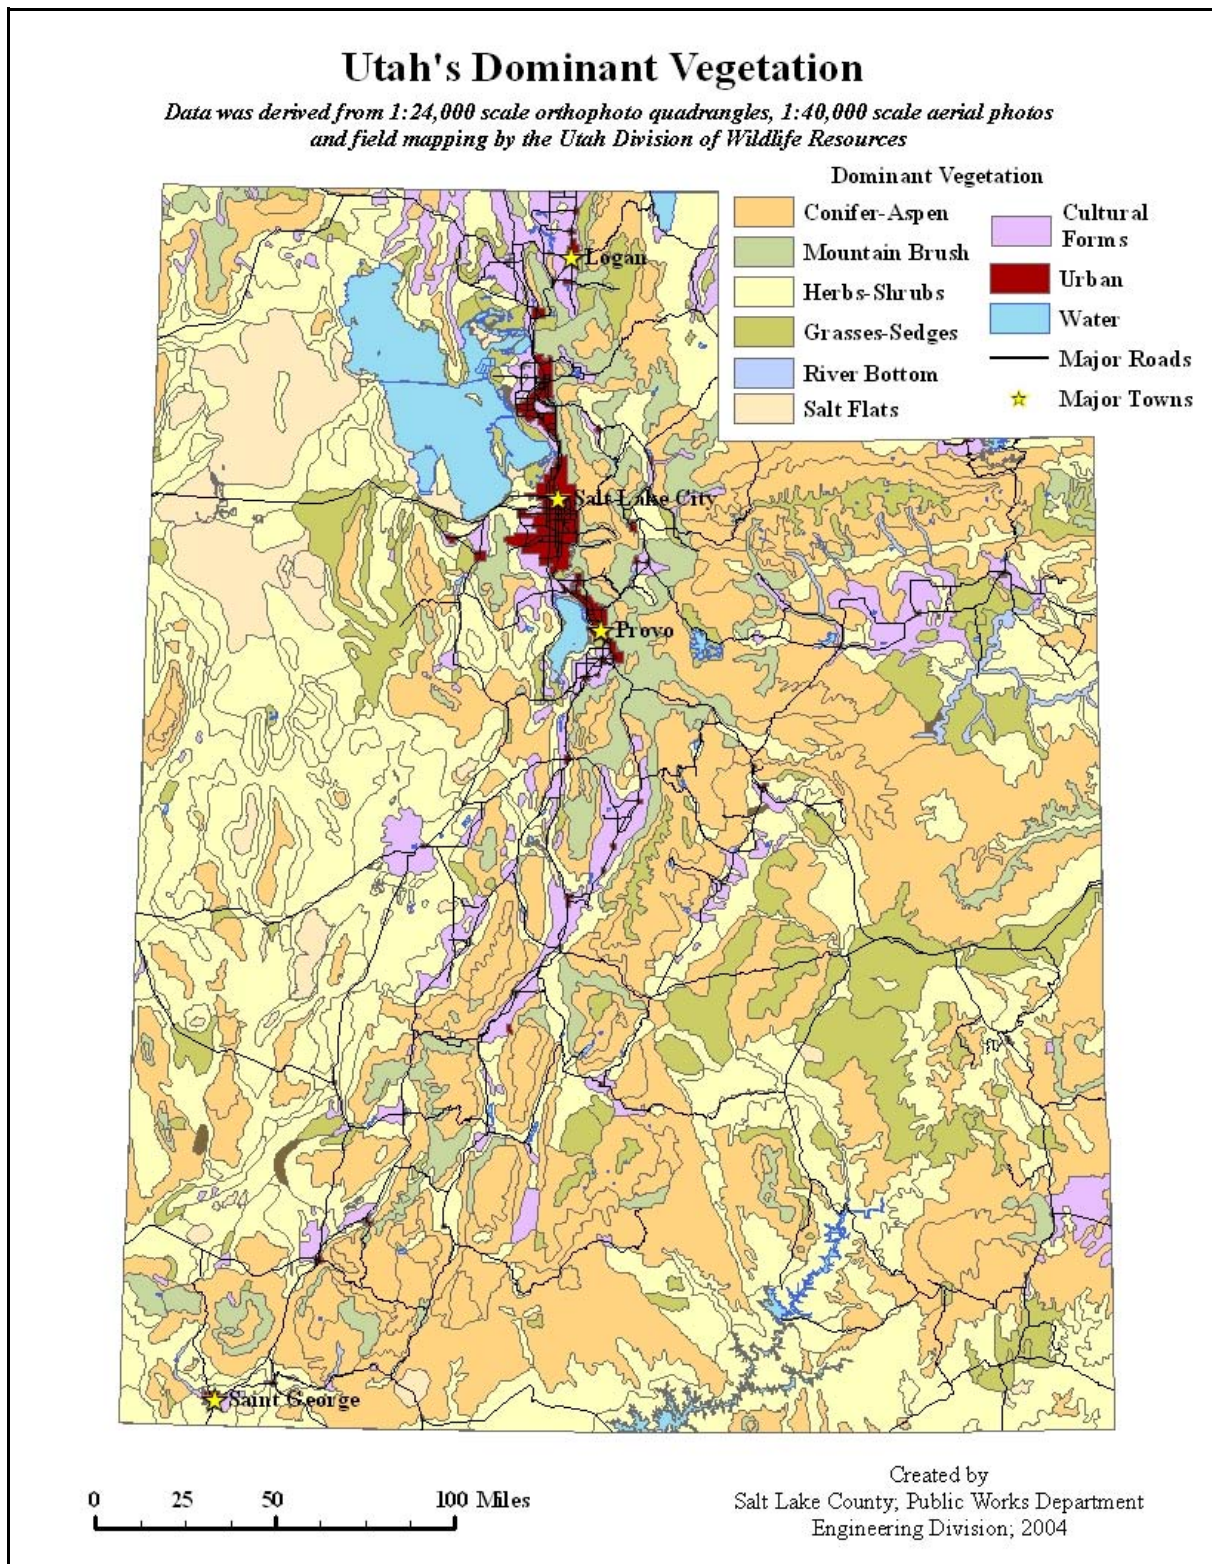 Utah's Dominant Vegetation
Data was derived from 1:24,000 scale orthophoto quadrangles, 1:40,000 scale aerial photos
and field mapping by the Utah Division of Wildlife Resources
Dominant Vegetation
Conifer-Aspen
Mountain Brush
Herbs-Shrubs
Grasses-Sedges
River Bottom
Salt Flats
Cultural
Forms
Urban
Water
Major Roads
Major Towns
Logan
Salt Lake City
Provo
Saint George
0 25 50 100 Miles
Created by
Salt Lake County; Public Works Department
Engineering Division; 2004